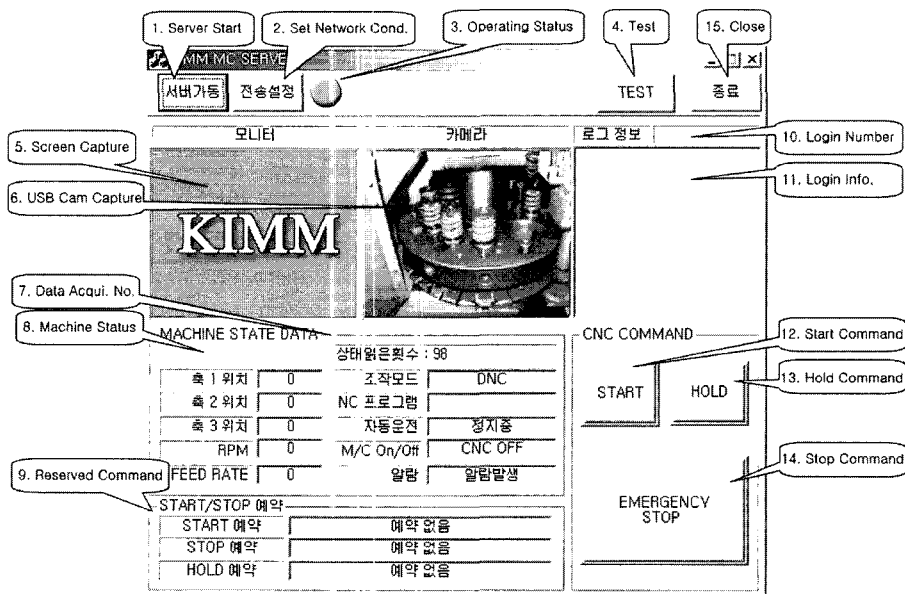 1. Server Start
2. Set Network Cond.
3. Operating Status
4. Test
15. Close
KIMM MC SERVER
서버가동
전송설정
TEST
종료
모니터
카메라
로그 정보
10. Login Number
5. Screen Capture
11. Login Info.
6. USB Cam Capture
KIMM
7. Data Acqui. No.
8. Machine Status
MACHINE STATE DATA
CNC COMMAND
12. Start Command
상태읽은횟수 : 98
축 1 위치 0 조작모드 DNC
START
HOLD
13. Hold Command
축 2 위치 0 NC 프로그램
축 3 위치 0 자동운전 정지중
RPM 0 M/C On/Off CNC OFF
14. Stop Command
9. Reserved Command
FEED RATE 0 알람 알람발생
START/STOP 예약
EMERGENCY
STOP
START 예약 예약 없음
STOP 예약 예약 없음
HOLD 예약 예약 없음